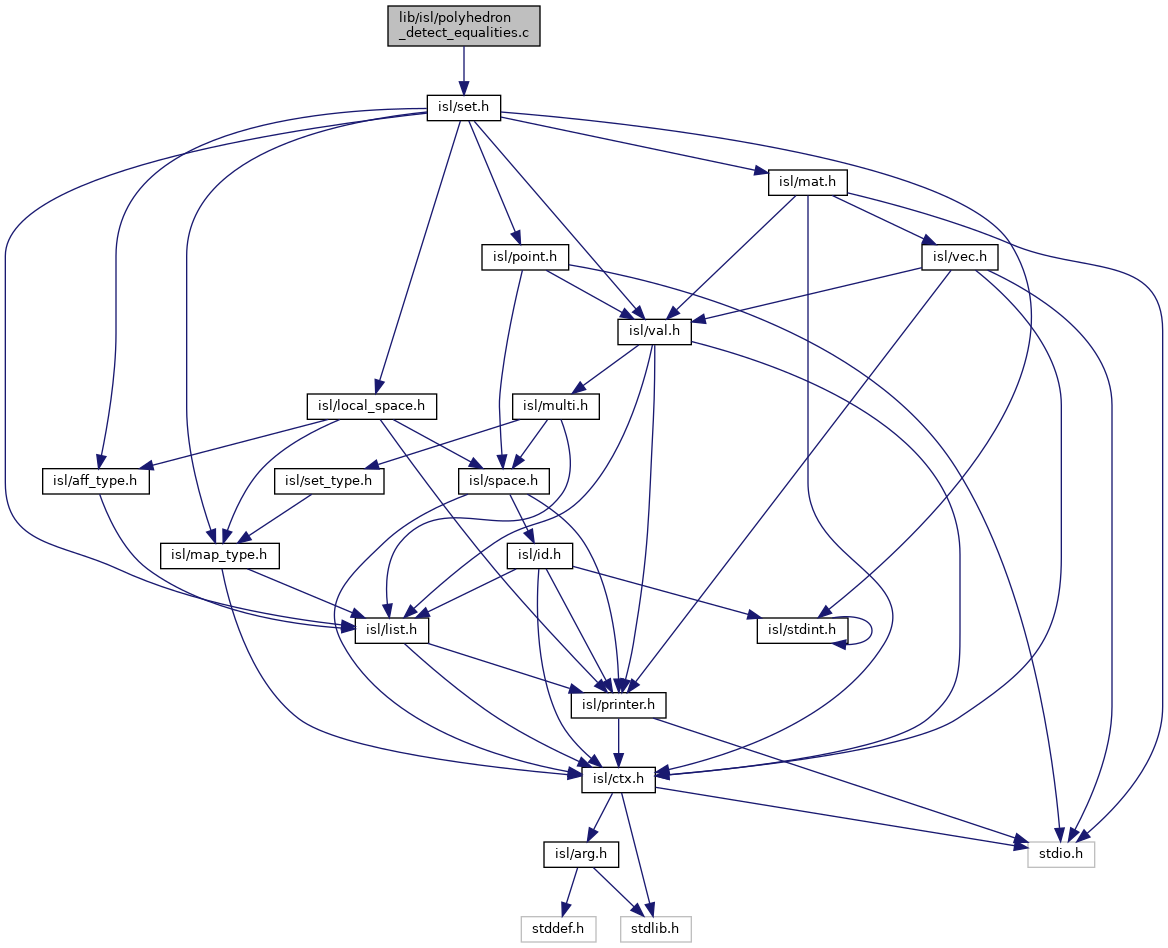 lib/isl/polyhedron
_detect_equalities.c
isl/set.h
isl/mat.h
isl/point.h
isl/vec.h
isl/val.h
isl/local_space.h
isl/multi.h
isl/aff_type.h
isl/set_type.h
isl/space.h
isl/map_type.h
isl/id.h
isl/list.h
isl/stdint.h
isl/printer.h
isl/ctx.h
isl/arg.h
stdio.h
stddef.h
stdlib.h